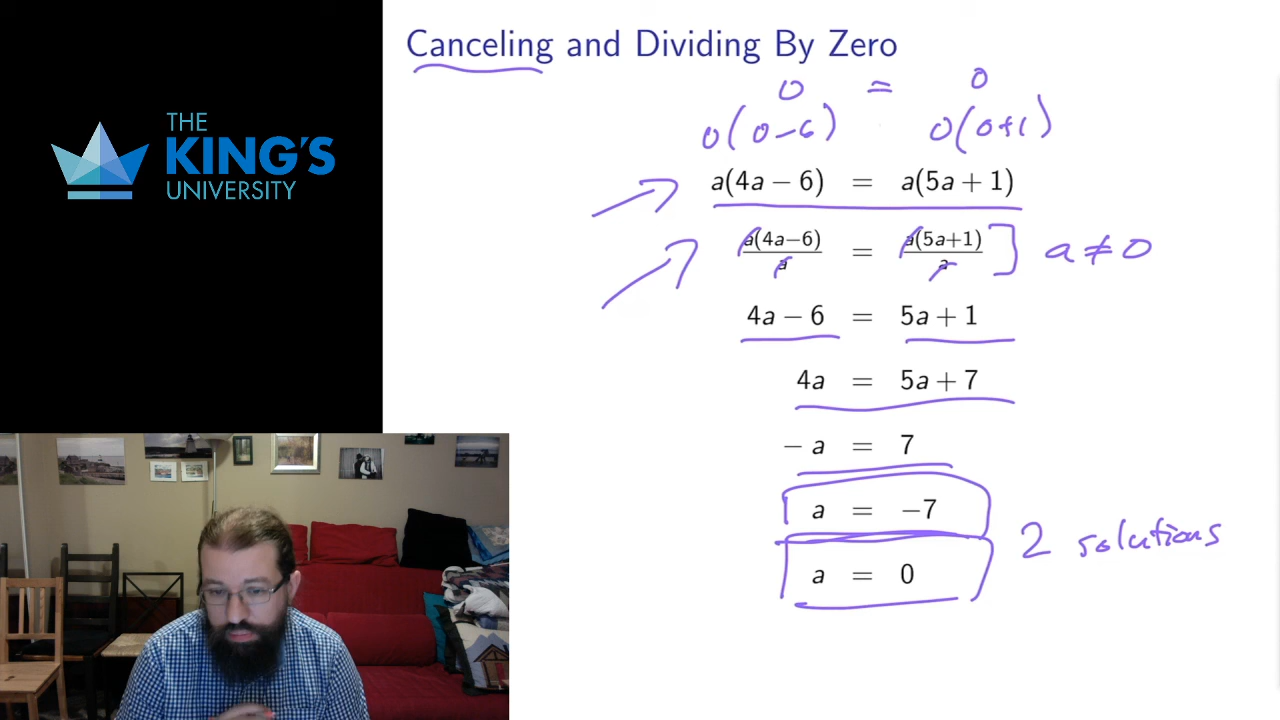 THE
KING'S
UNIVERSITY
Canceling and Dividing By Zero
0 = 0
0(0-6) 0(0+1)
a(4a − 6) = a(5a + 1)
a(4a−6)/a = a(5a+1)/a ] a ≠ 0
4a − 6 = 5a + 1
4a = 5a + 7
− a = 7
a = −7
2 solutions
a = 0